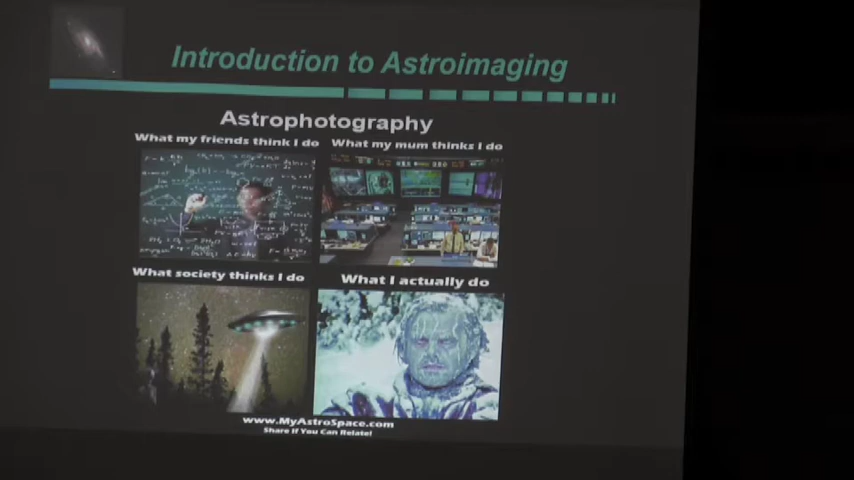 Introduction to Astroimaging
Astrophotography
What my friends think I do
What my mum thinks I do
What society thinks I do
What I actually do
www.MyAstroSpace.com
Share If You Can Relate!